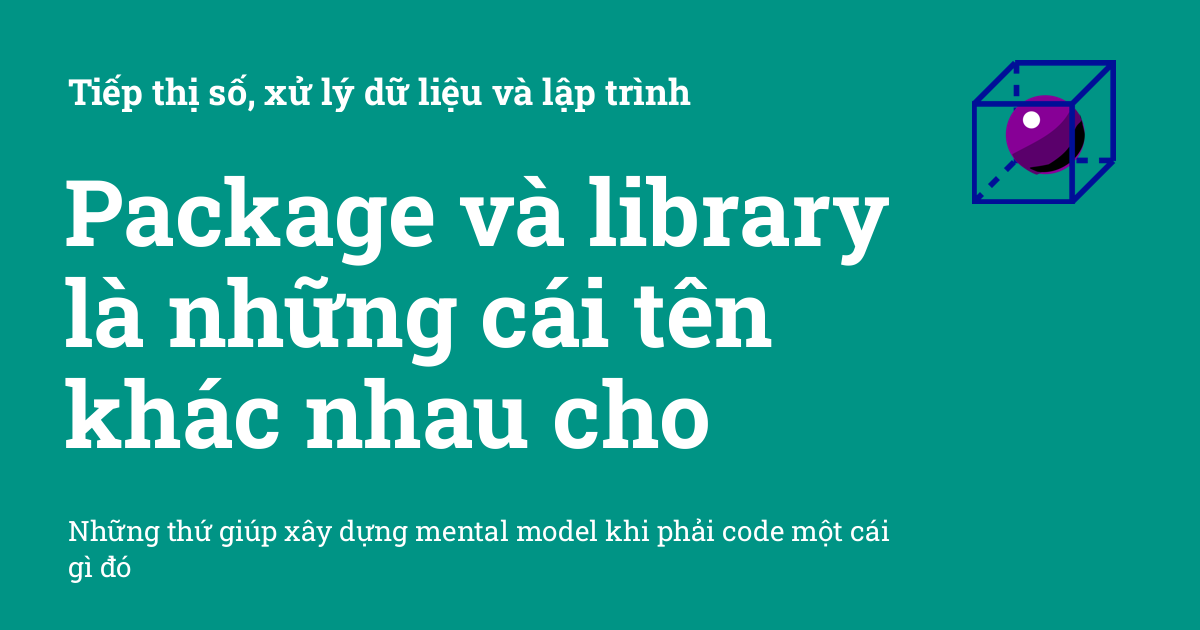 Tiếp thị số, xử lý dữ liệu và lập trình
Package và library
là những cái tên
khác nhau cho
Những thứ giúp xây dựng mental model khi phải code một cái
gì đó